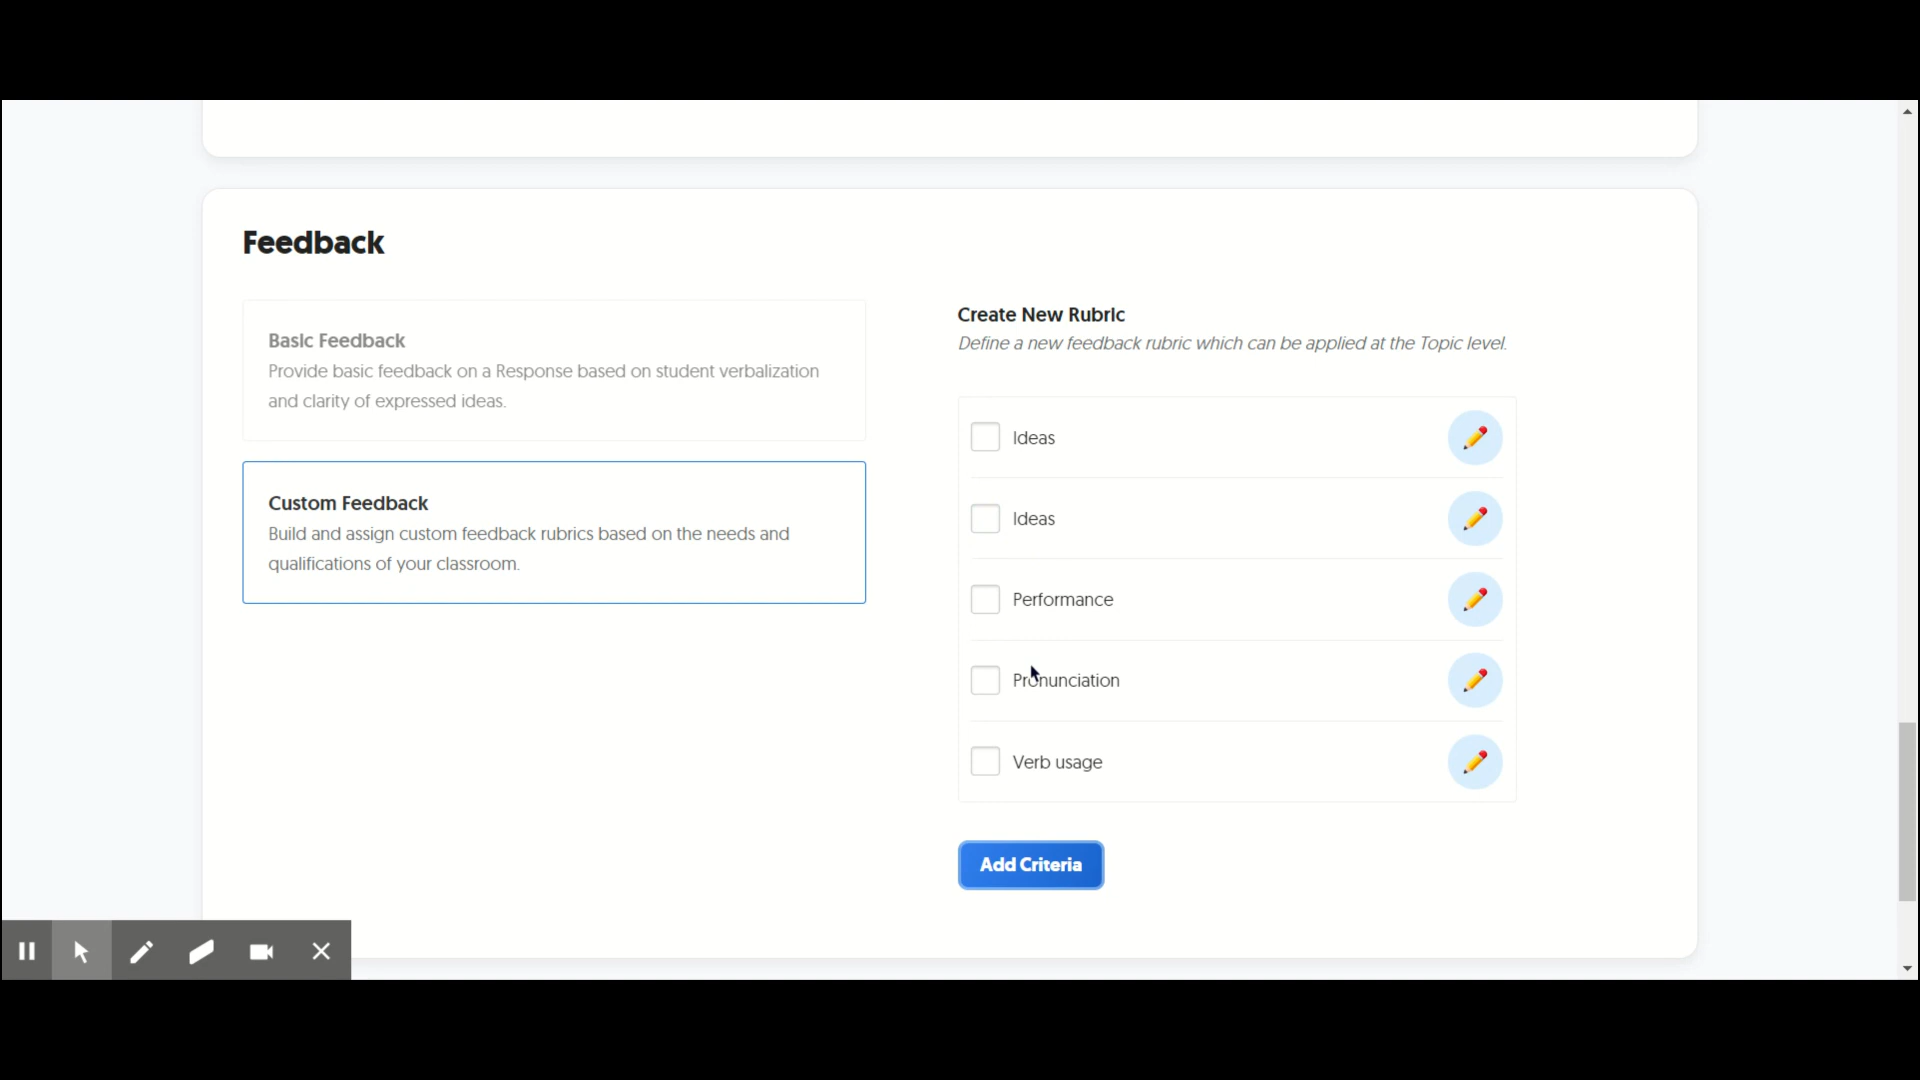 Feedback
Basic Feedback
Provide basic feedback on a Response based on student verbalization
and clarity of expressed ideas.
Custom Feedback
Build and assign custom feedback rubrics based on the needs and
qualifications of your classroom.
Create New Rubric
Define a new feedback rubric which can be applied at the Topic level.
Ideas
Ideas
Performance
Pronunciation
Verb usage
Add Criteria